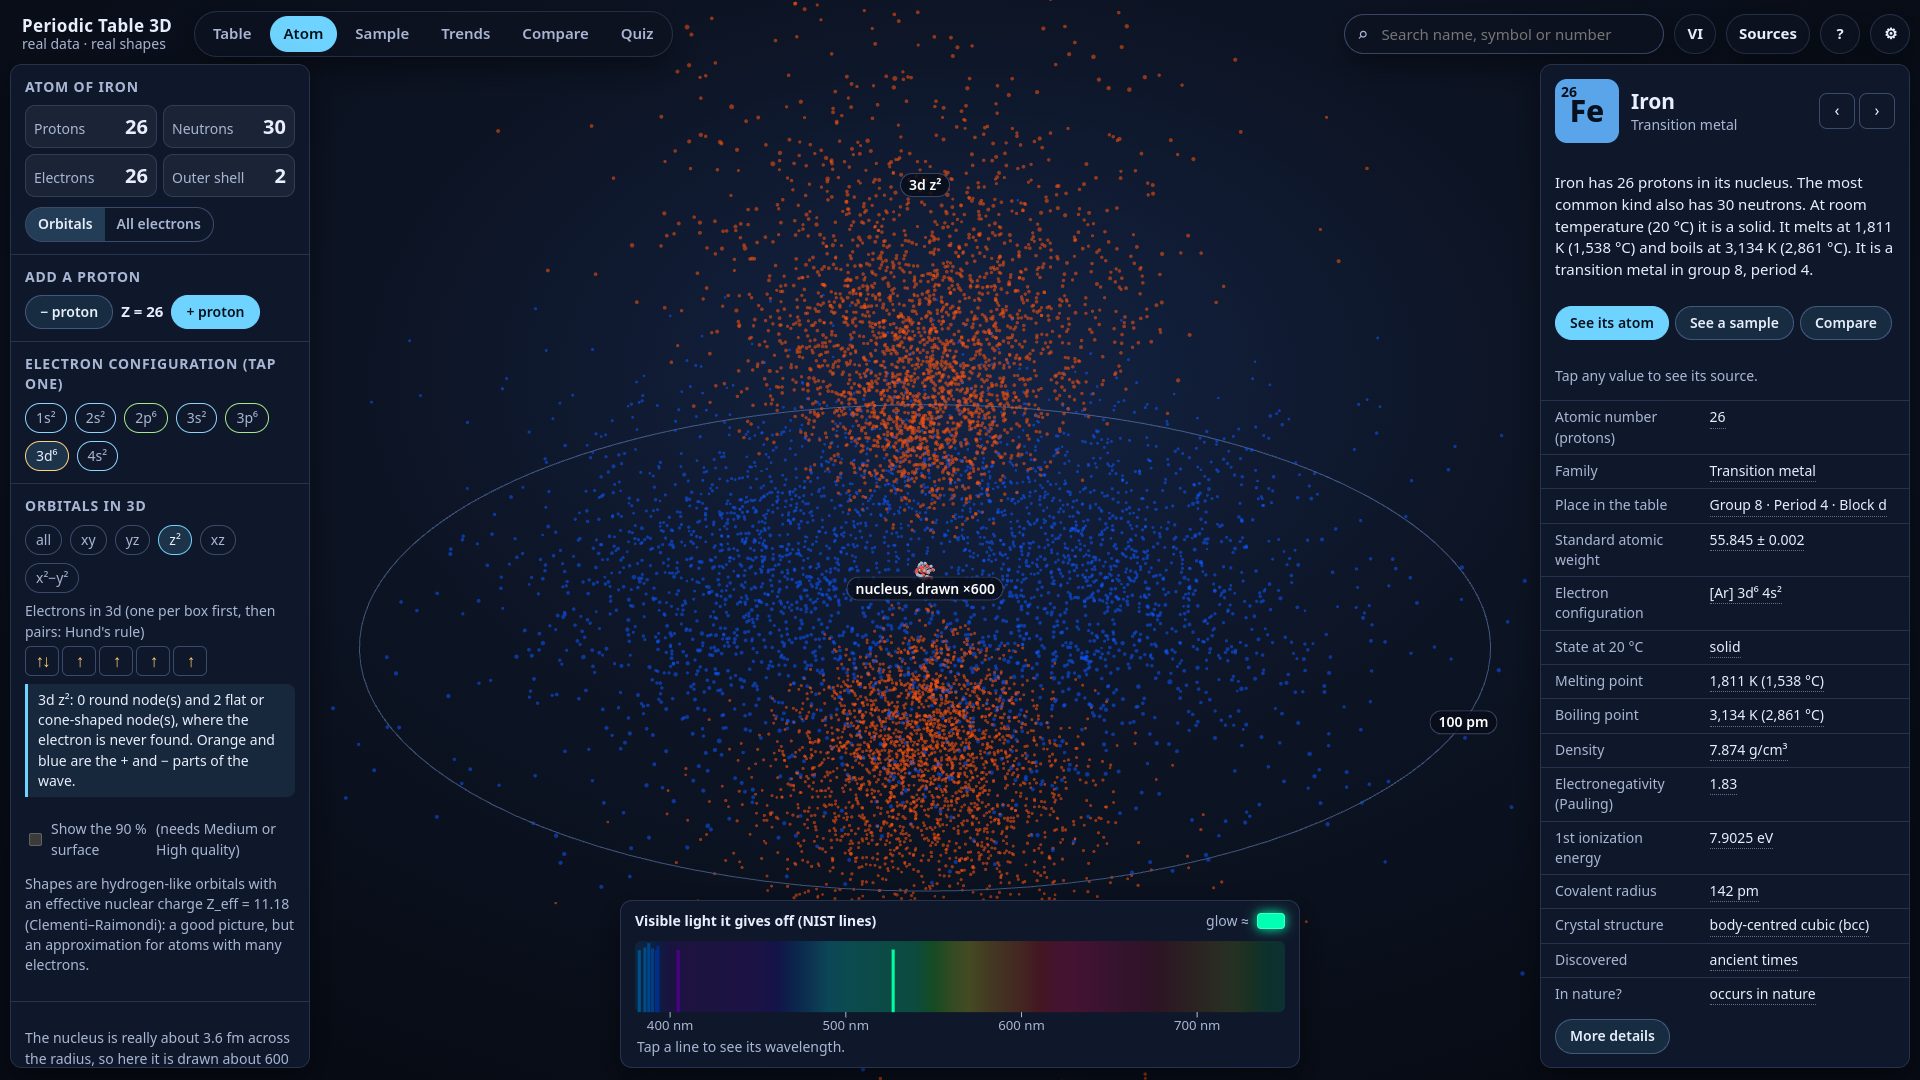 Periodic Table 3D
real data · real shapes
Table
Atom
Sample
Trends
Compare
Quiz
Search name, symbol or number
VI
Sources
?
ATOM OF IRON
Protons 26
Neutrons 30
Electrons 26
Outer shell 2
Orbitals
All electrons
ADD A PROTON
− proton
Z = 26
+ proton
ELECTRON CONFIGURATION (TAP
ONE)
1s²
2s²
2p⁶
3s²
3p⁶
3d⁶
4s²
ORBITALS IN 3D
all
xy
yz
z²
xz
x²−y²
Electrons in 3d (one per box first, then
pairs: Hund's rule)
↑↓ ↑ ↑ ↑ ↑
3d z²: 0 round node(s) and 2 flat or
cone-shaped node(s), where the
electron is never found. Orange and
blue are the + and − parts of the
wave.
Show the 90 %
surface
(needs Medium or
High quality)
Shapes are hydrogen-like orbitals with
an effective nuclear charge Z_eff = 11.18
(Clementi–Raimondi): a good picture, but
an approximation for atoms with many
electrons.
The nucleus is really about 3.6 fm across
the radius, so here it is drawn about 600
3d z²
nucleus, drawn ×600
100 pm
Visible light it gives off (NIST lines)
glow ≈
400 nm
500 nm
600 nm
700 nm
Tap a line to see its wavelength.
26
Fe
Iron
Transition metal
‹
›
Iron has 26 protons in its nucleus. The most
common kind also has 30 neutrons. At room
temperature (20 °C) it is a solid. It melts at 1,811
K (1,538 °C) and boils at 3,134 K (2,861 °C). It is a
transition metal in group 8, period 4.
See its atom
See a sample
Compare
Tap any value to see its source.
Atomic number
(protons)
26
Family
Transition metal
Place in the table
Group 8 · Period 4 · Block d
Standard atomic
weight
55.845 ± 0.002
Electron
configuration
[Ar] 3d⁶ 4s²
State at 20 °C
solid
Melting point
1,811 K (1,538 °C)
Boiling point
3,134 K (2,861 °C)
Density
7.874 g/cm³
Electronegativity
(Pauling)
1.83
1st ionization
energy
7.9025 eV
Covalent radius
142 pm
Crystal structure
body-centred cubic (bcc)
Discovered
ancient times
In nature?
occurs in nature
More details